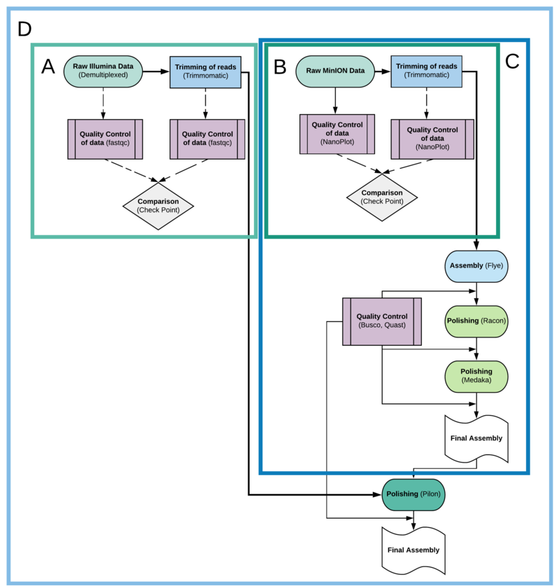 D
A
Raw Illumina Data
(Demultiplexed)
Trimming of reads
(Trimmomatic)
Quality Control
of data (fastqc)
Quality Control
of data (fastqc)
Comparison
(Check Point)
B
Raw MinION Data
Trimming of reads
(Trimmomatic)
C
Quality Control
of data
(NanoPlot)
Quality Control
of data
(NanoPlot)
Comparison
(Check Point)
Assembly (Flye)
Quality Control
(Busco, Quast)
Polishing (Racon)
Polishing
(Medaka)
Final Assembly
Polishing (Pilon)
Final Assembly